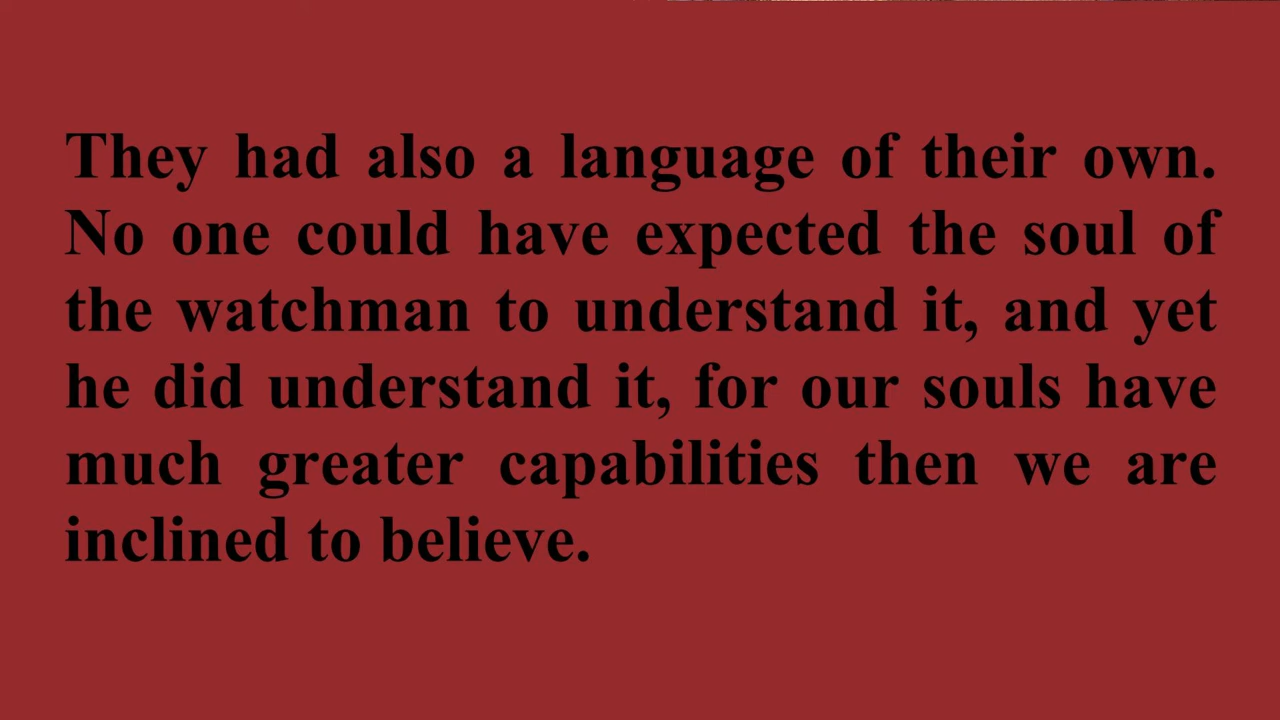 They had also a language of their own.
No one could have expected the soul of
the watchman to understand it, and yet
he did understand it, for our souls have
much greater capabilities then we are
inclined to believe.